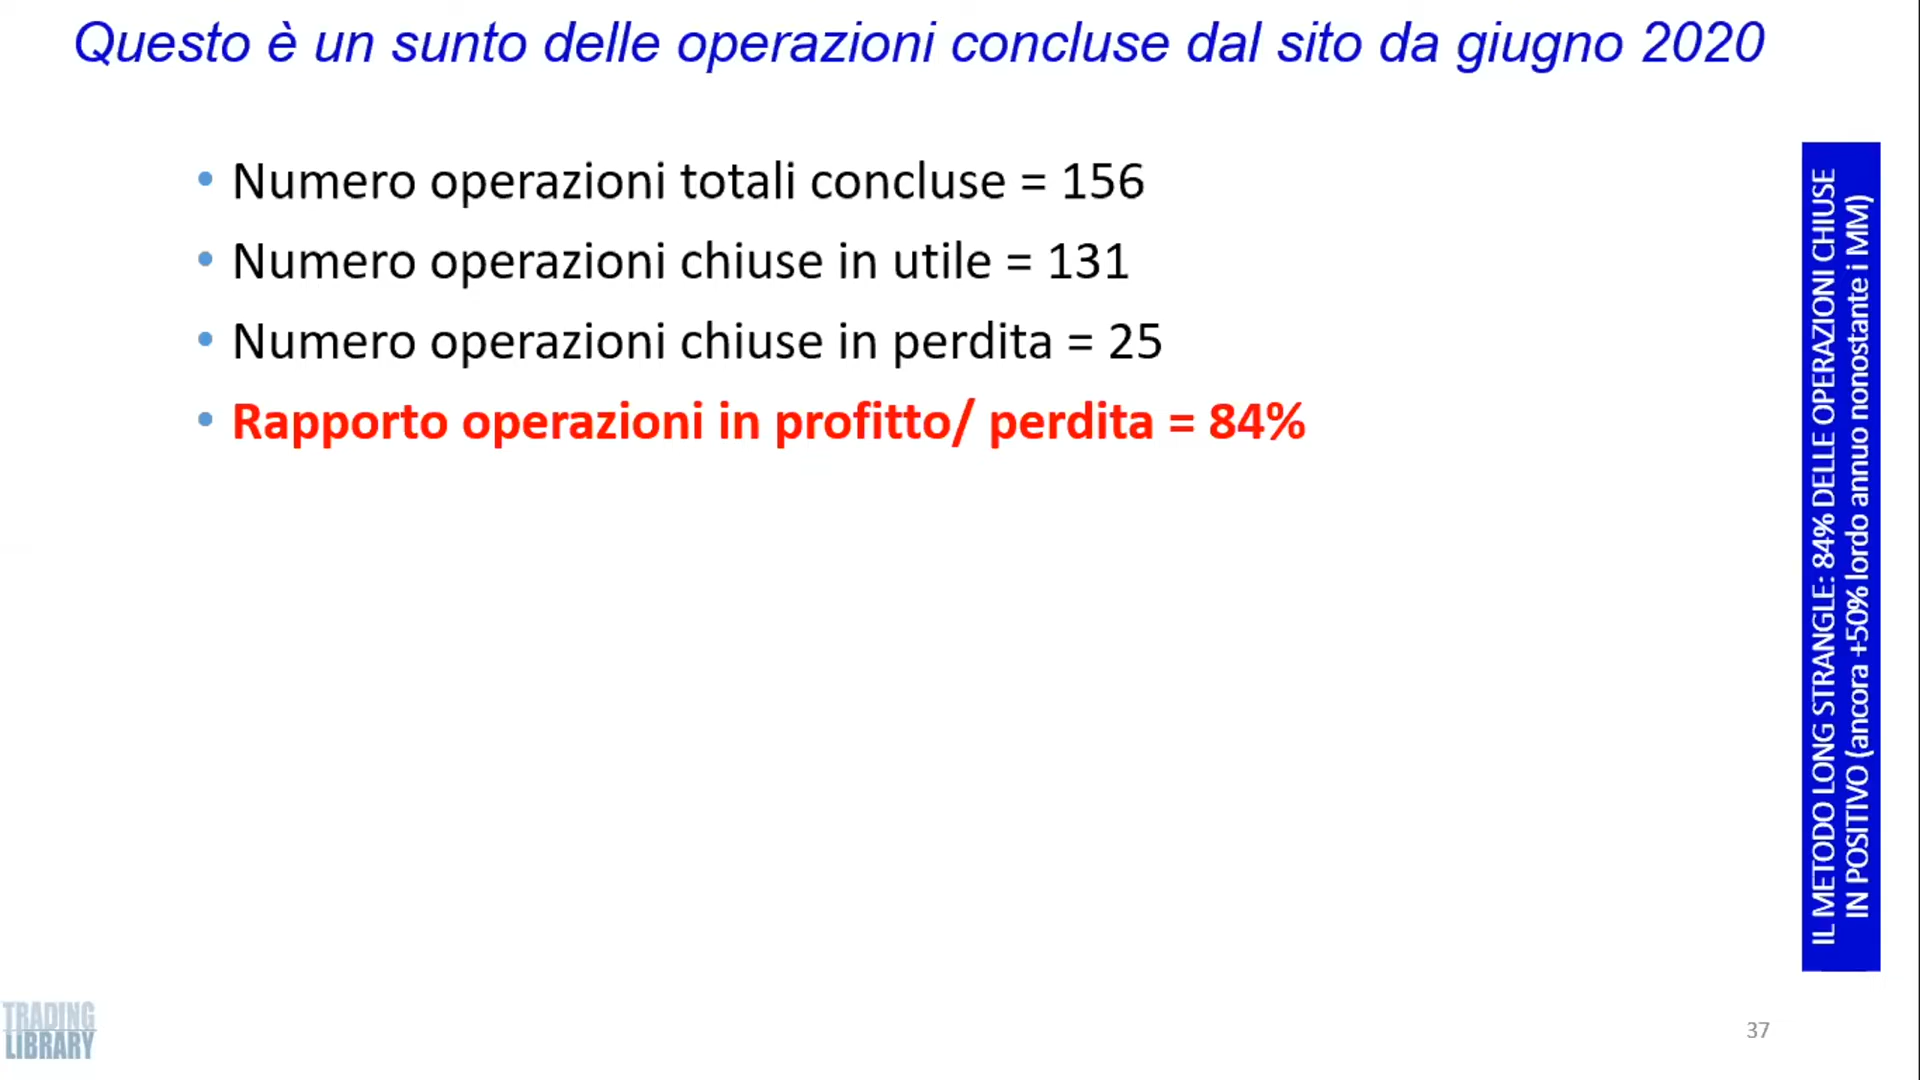 Questo è un sunto delle operazioni concluse dal sito da giugno 2020
• Numero operazioni totali concluse = 156
• Numero operazioni chiuse in utile = 131
• Numero operazioni chiuse in perdita = 25
• Rapporto operazioni in profitto/ perdita = 84%
IL METODO LONG STRANGLE: 84% DELLE OPERAZIONI CHIUSE
IN POSITIVO (ancora +50% lordo annuo nonostante i MM)
TRADING
LIBRARY
37